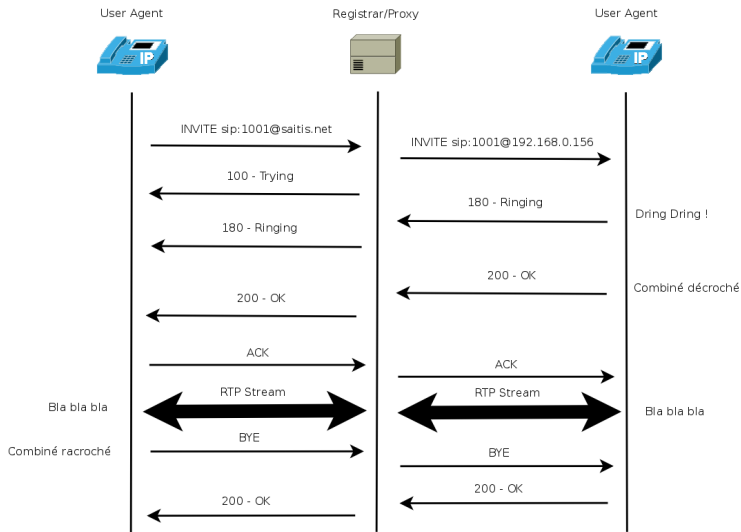 User Agent
Registrar/Proxy
User Agent
IP
IP
INVITE sip:1001@saitis.net
INVITE sip:1001@192.168.0.156
100 - Trying
180 - Ringing
Dring Dring !
180 - Ringing
200 - OK
Combiné décroché
200 - OK
ACK
ACK
RTP Stream
RTP Stream
Bla bla bla
Bla bla bla
BYE
Combiné racroché
BYE
200 - OK
200 - OK